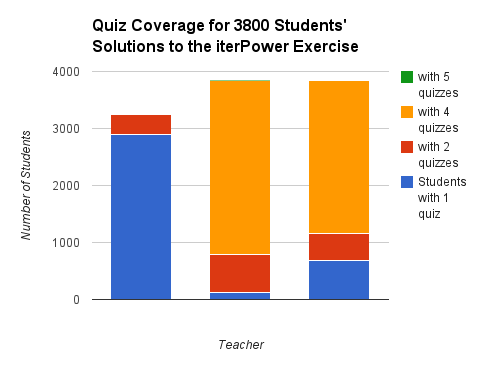 Quiz Coverage for 3800 Students'
Solutions to the iterPower Exercise
4000
3000
2000
1000
0
Number of Students
Teacher
with 5
quizzes
with 4
quizzes
with 2
quizzes
Students
with 1
quiz